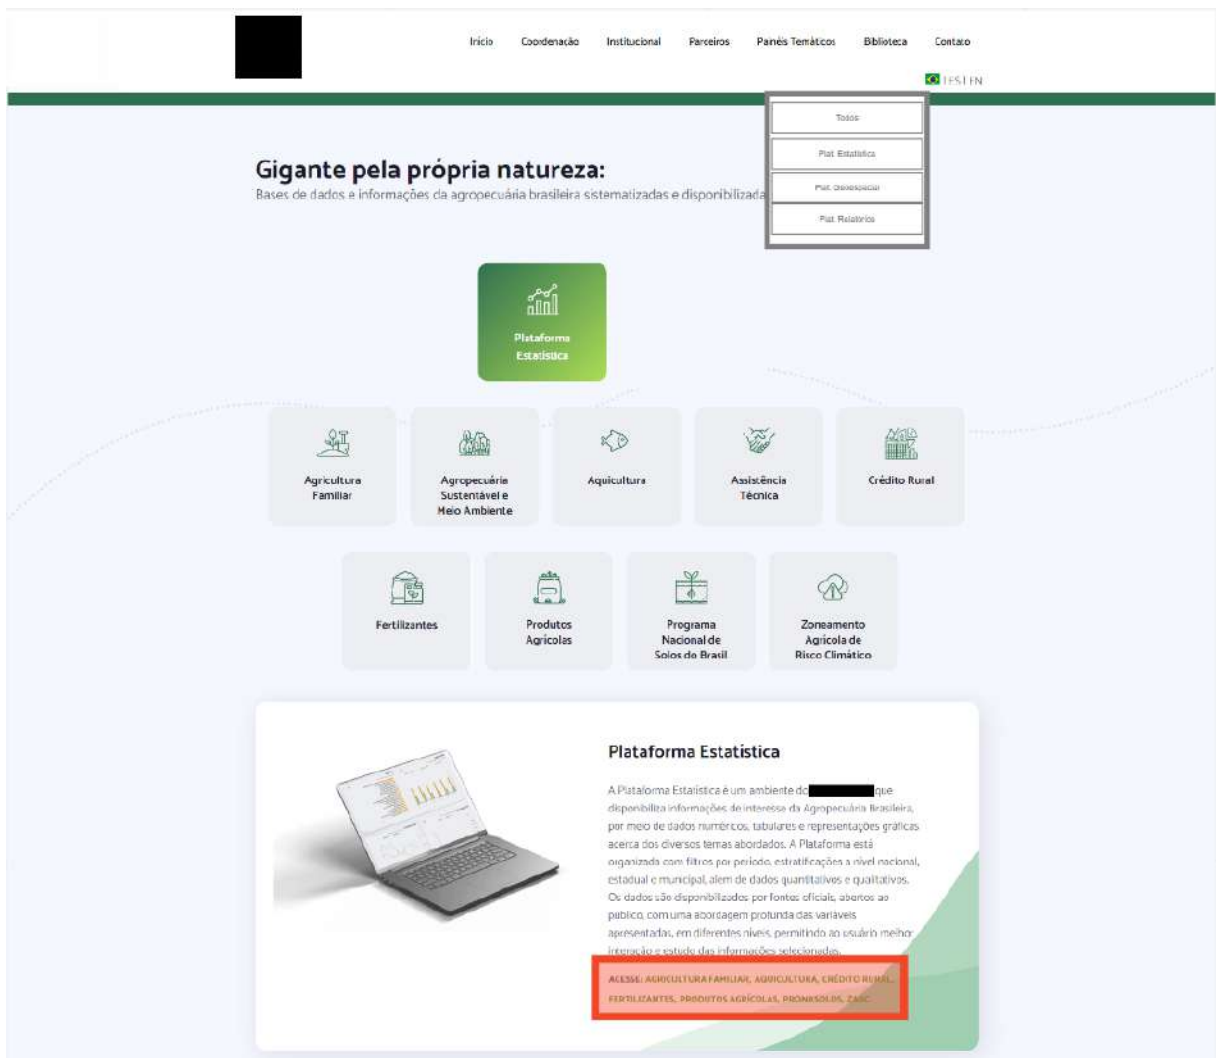 Início Coordenação Institucional Parceiros Painéis Temáticos Biblioteca Contato
| ES | EN
Todos
Plat. Estatística
Plat. Geoespacial
Plat. Relatórios
Gigante pela própria natureza:
Bases de dados e informações da agropecuária brasileira sistematizadas e disponibilizada
Plataforma
Estatística
Agricultura
Familiar
Agropecuária
Sustentável e
Meio Ambiente
Aquicultura
Assistência
Técnica
Crédito Rural
Fertilizantes
Produtos
Agrícolas
Programa
Nacional de
Solos do Brasil
Zoneamento
Agrícola de
Risco Climático
Plataforma Estatística
A Plataforma Estatística é um ambiente do que
disponibiliza informações de interesse da Agropecuária Brasileira,
por meio de dados numéricos, tabulares e representações gráficas
acerca dos diversos temas abordados. A Plataforma está
organizada com filtros por período, estratificações a nível nacional,
estadual e municipal, alem de dados quantitativos e qualitativos.
Os dados são disponibilizados por fontes oficiais, abertos ao
público, com uma abordagem profunda das variáveis
apresentadas, em diferentes níveis, permitindo ao usuário melhor
interação e estudo das informações selecionadas.
ACESSE: AGRICULTURA FAMILIAR, AQUICULTURA, CRÉDITO RURAL,
FERTILIZANTES, PRODUTOS AGRÍCOLAS, PRONASOLOS, ZARC